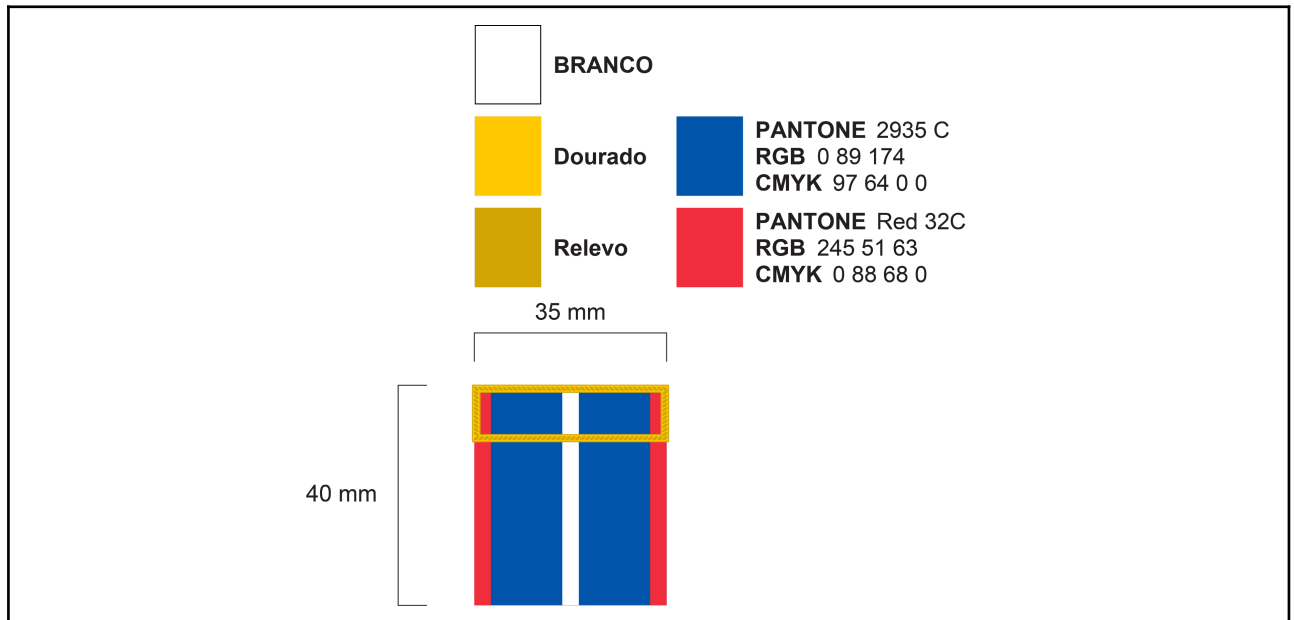 BRANCO
Dourado
PANTONE 2935 C
RGB 0 89 174
CMYK 97 64 0 0
Relevo
PANTONE Red 32C
RGB 245 51 63
CMYK 0 88 68 0
35 mm
40 mm